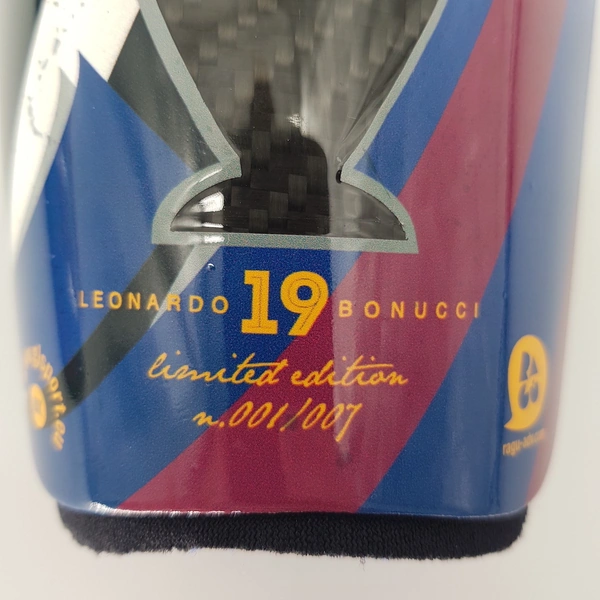 LEONARDO 19 BONUCCI
limited edition
n.001/007